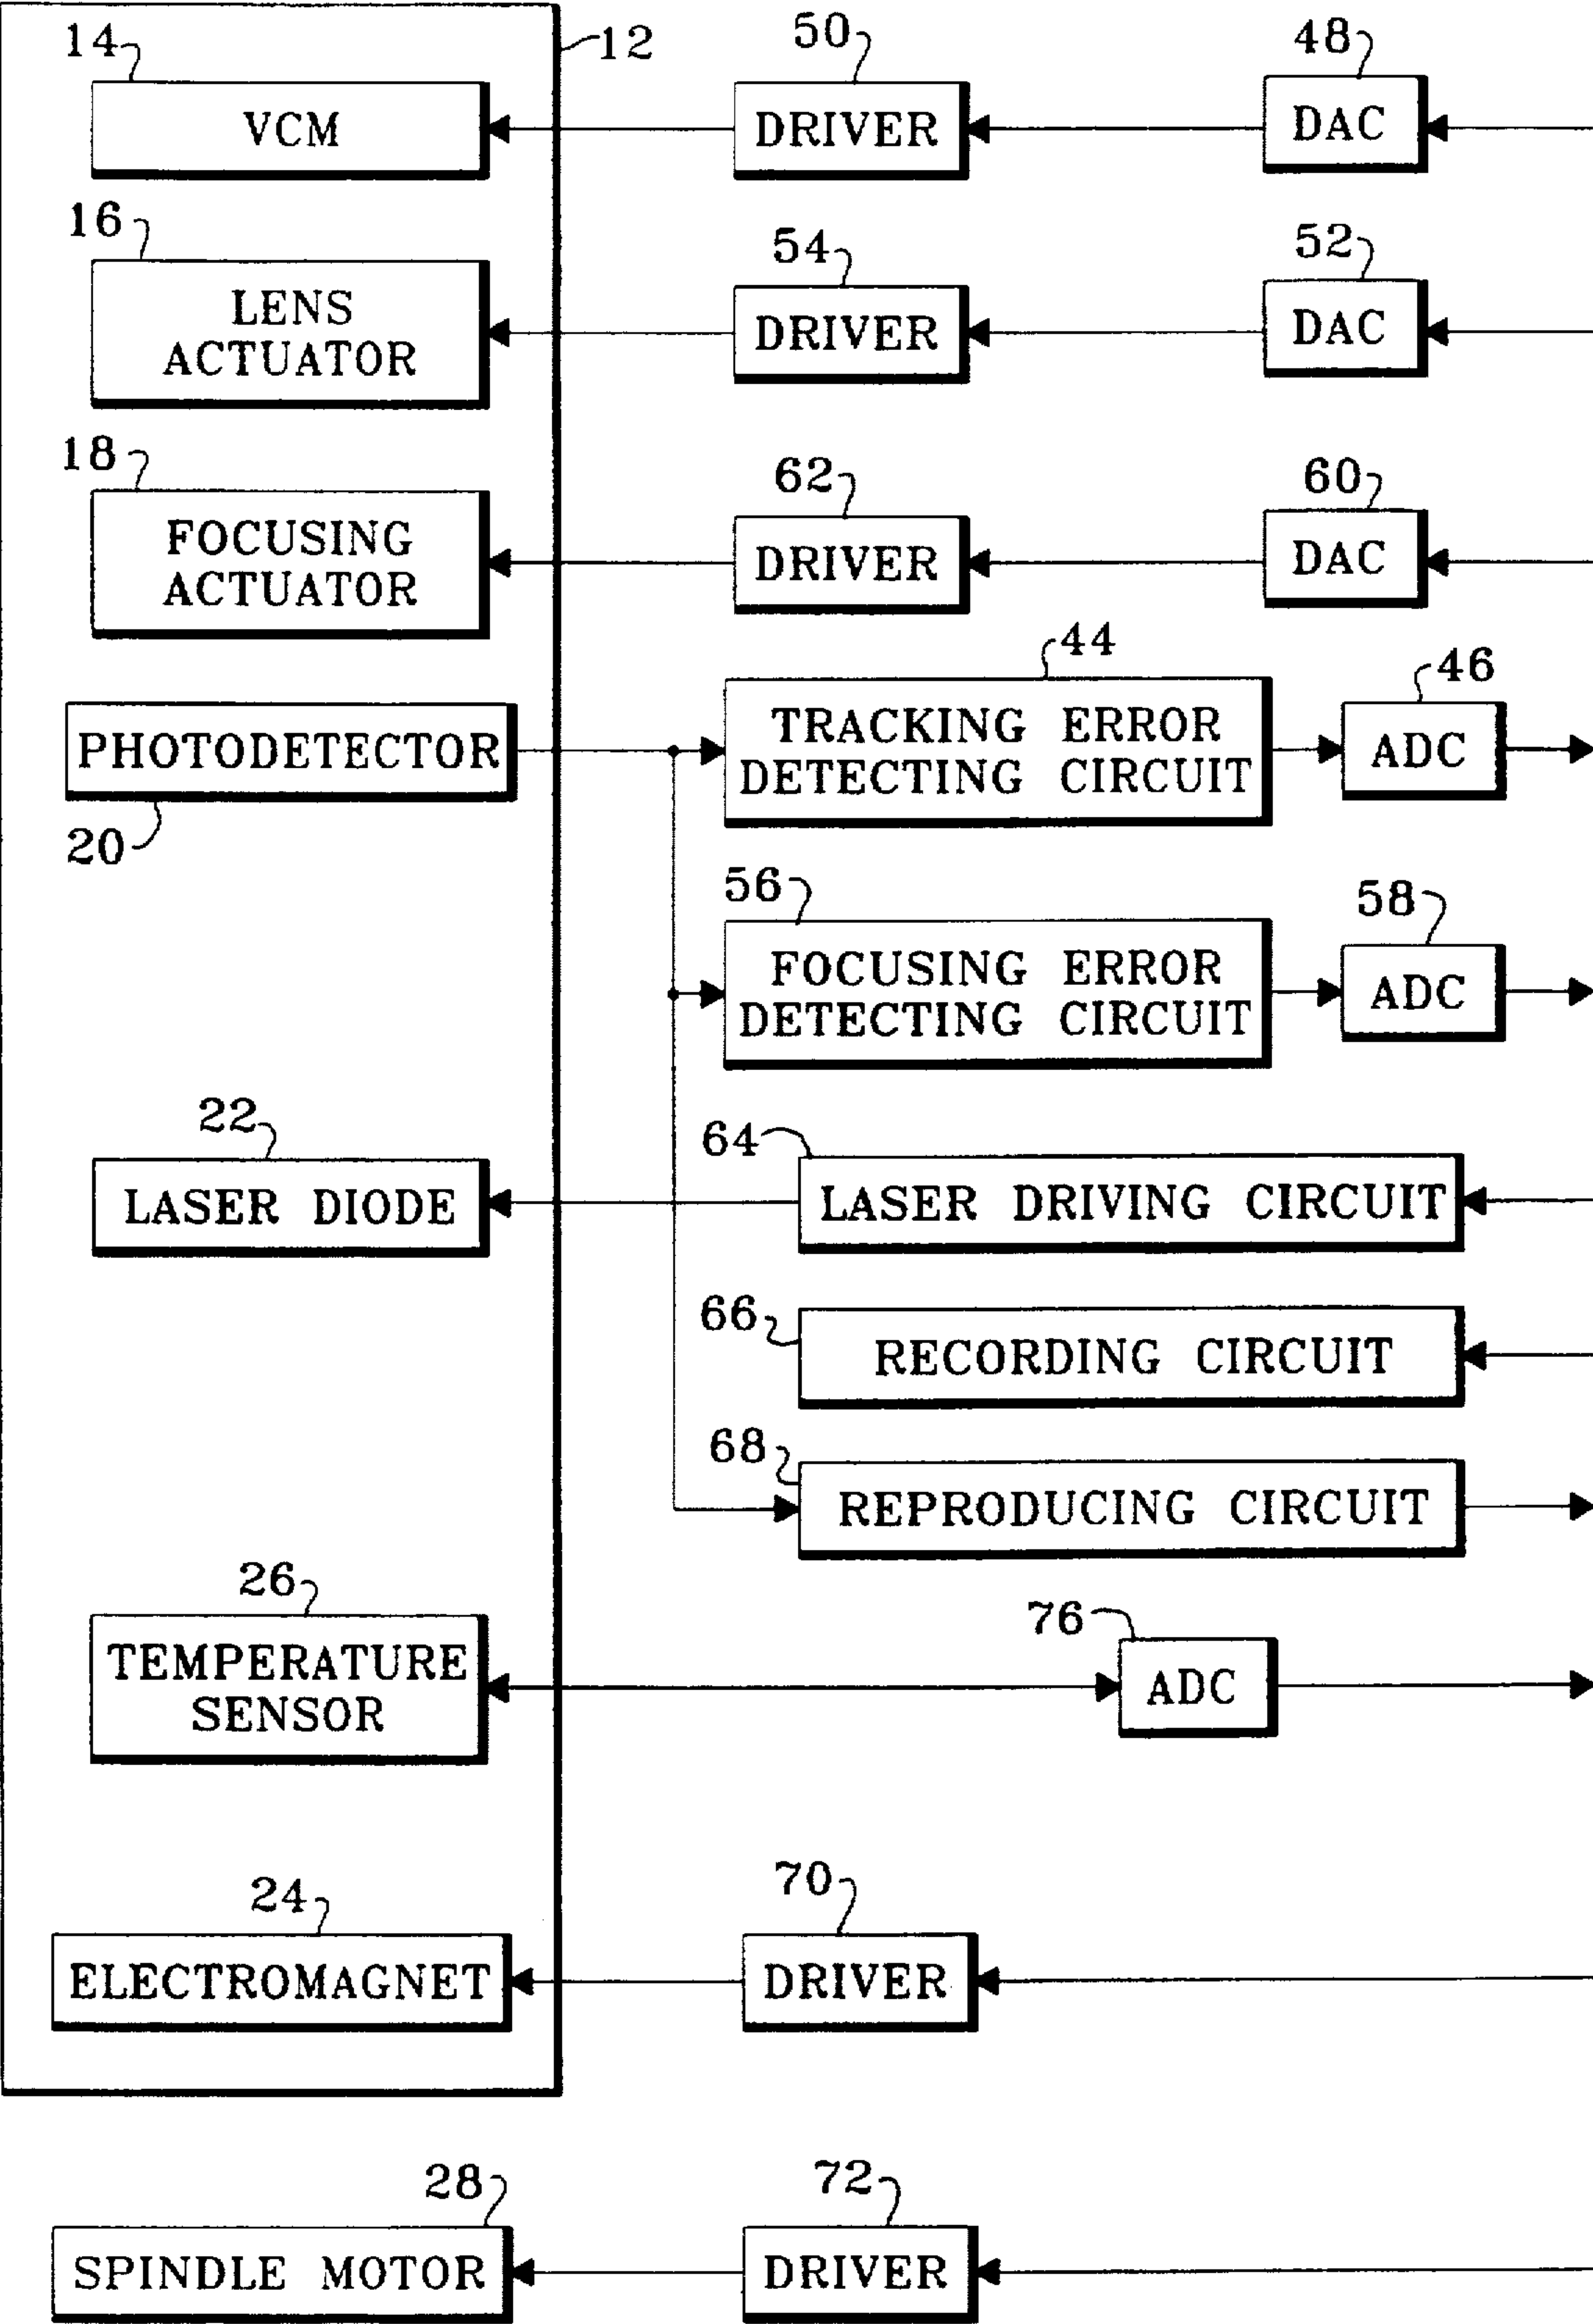 14
12
50
48
VCM
DRIVER
DAC
16
54
52
LENS
ACTUATOR
DRIVER
DAC
18
62
60
FOCUSING
ACTUATOR
DRIVER
DAC
44
46
PHOTODETECTOR
TRACKING ERROR
DETECTING CIRCUIT
ADC
20
56
58
FOCUSING ERROR
DETECTING CIRCUIT
ADC
22
64
LASER DIODE
LASER DRIVING CIRCUIT
66
RECORDING CIRCUIT
68
REPRODUCING CIRCUIT
26
76
TEMPERATURE
SENSOR
ADC
24
70
ELECTROMAGNET
DRIVER
28
72
SPINDLE MOTOR
DRIVER